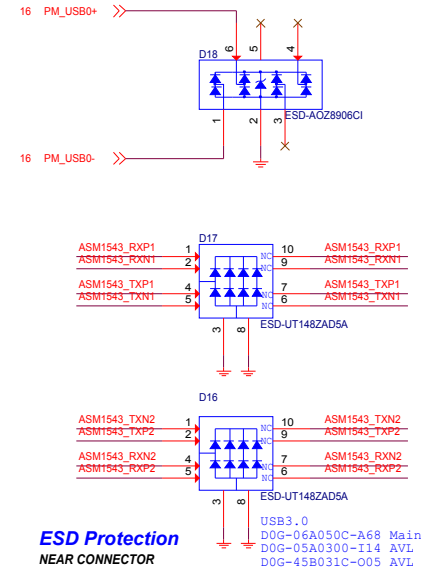 16 PM_USB0+
6 5 4
D18
1 2 3
ESD-AOZ8906CI
16 PM_USB0-
D17
ASM1543_RXP1 1 10 ASM1543_RXP1
ASM1543_RXN1 2 NC 9 ASM1543_RXN1
ASM1543_TXP1 4 7 ASM1543_TXP1
ASM1543_TXN1 5 NC NC 6 ASM1543_TXN1
3 8
ESD-UT148ZAD5A
D16
ASM1543_TXN2 1 10 ASM1543_TXN2
ASM1543_TXP2 2 NC 9 ASM1543_TXP2
ASM1543_RXN2 4 7 ASM1543_RXN2
ASM1543_RXP2 5 NC NC 6 ASM1543_RXP2
3 8
ESD-UT148ZAD5A
USB3.0
ESD Protection
D0G-06A050C-A68 Main
D0G-05A0300-I14 AVL
NEAR CONNECTOR
D0G-45B031C-O05 AVL